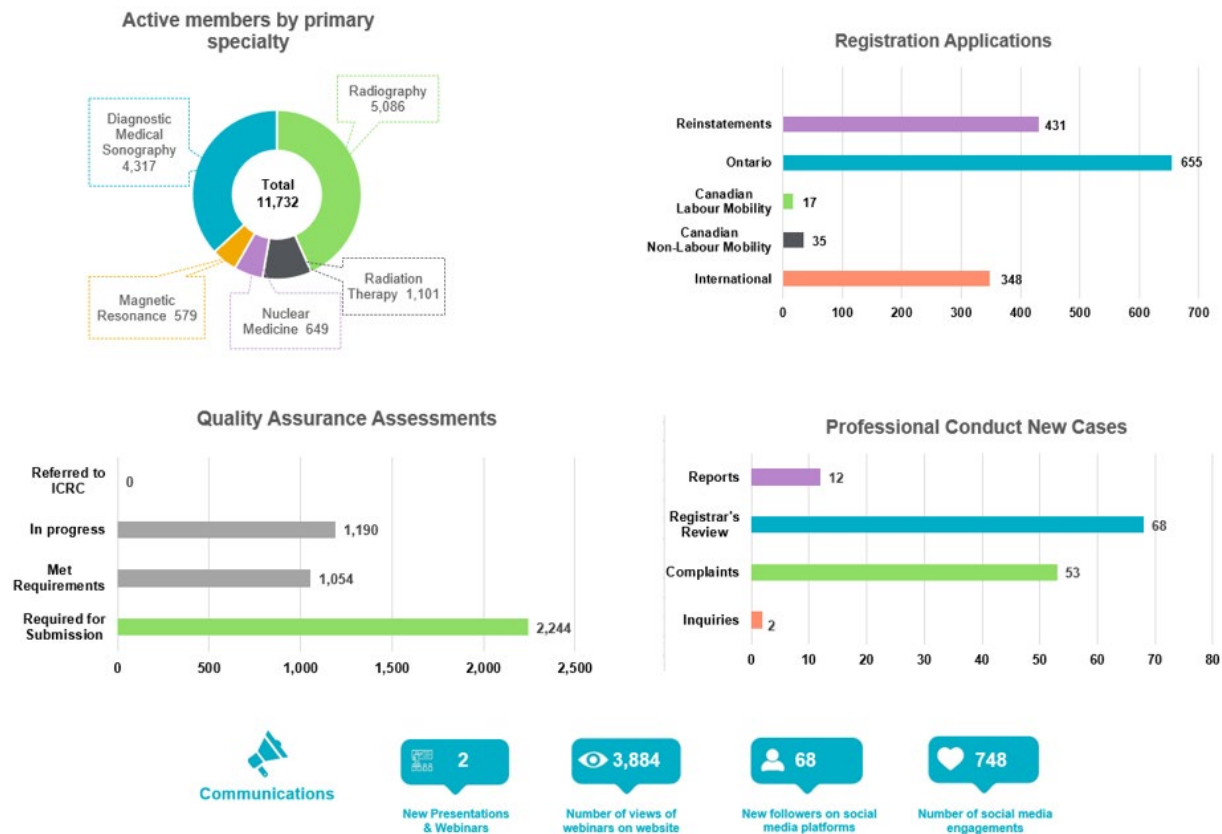 Active members by primary
specialty
Radiography
5,086
Diagnostic
Medical
Sonography
4,317
Total
11,732
Radiation
Therapy 1,101
Magnetic
Resonance 579
Nuclear
Medicine 649
Registration Applications
Reinstatements
431
Ontario
655
Canadian
Labour Mobility
17
Canadian
Non-Labour Mobility
35
International
348
0 100 200 300 400 500 600 700
Quality Assurance Assessments
Referred to
ICRC
0
In progress
1,190
Met
Requirements
1,054
Required for
Submission
2,244
0 500 1,000 1,500 2,000 2,500
Professional Conduct New Cases
Reports
12
Registrar's
Review
68
Complaints
53
Inquiries
2
0 10 20 30 40 50 60 70 80
Communications
2
New Presentations
& Webinars
3,884
Number of views of
webinars on website
68
New followers on social
media platforms
748
Number of social media
engagements